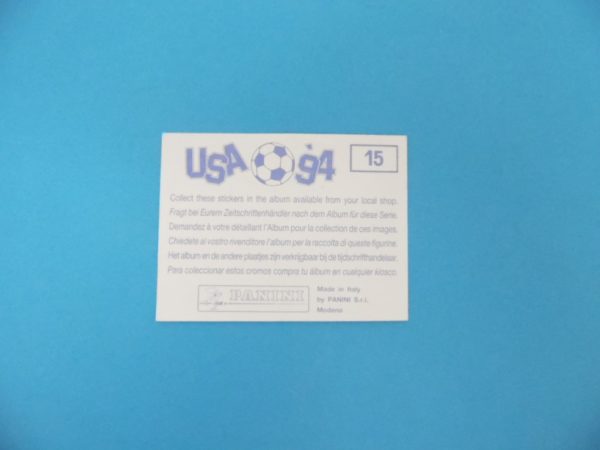 USA '94
15
Collect these stickers in the album available from your local shop.
Fragt bei Eurem Zeitschriftenhändler nach dem Album für diese Serie.
Demandez à votre détaillant l'Album pour la collection de ces images.
Chiedete al vostro rivenditore l'album per la raccolta di queste figurine.
Het album en de andere plaatjes zijn verkrijgbaar bij de tijdschrifthandelaar.
Para coleccionar estos cromos compra tu álbum en cualquier kiosco.
PANINI
Made in Italy
by PANINI S.r.l.
Modena